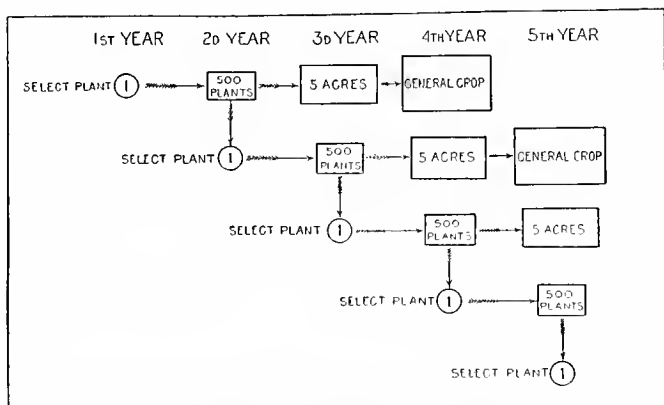 1ST YEAR 2D YEAR 3D YEAR 4TH YEAR 5TH YEAR
SELECT PLANT 1 500 PLANTS 5 ACRES GENERAL CROP
SELECT PLANT 1 500 PLANTS 5 ACRES GENERAL CROP
SELECT PLANT 1 500 PLANTS 5 ACRES
SELECT PLANT 1 500 PLANTS
SELECT PLANT 1